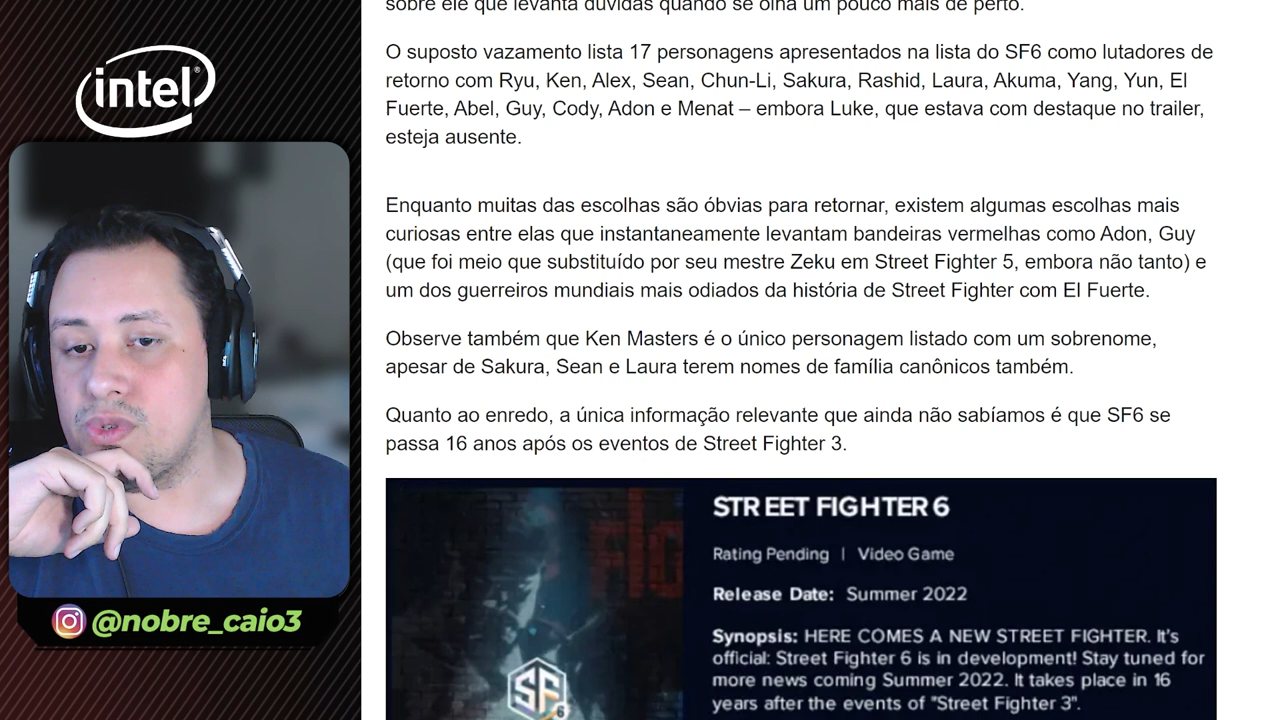 sobre ele que levanta dúvidas quando se olha um pouco mais de perto.
O suposto vazamento lista 17 personagens apresentados na lista do SF6 como lutadores de
retorno com Ryu, Ken, Alex, Sean, Chun-Li, Sakura, Rashid, Laura, Akuma, Yang, Yun, El
Fuerte, Abel, Guy, Cody, Adon e Menat – embora Luke, que estava com destaque no trailer,
esteja ausente.
Enquanto muitas das escolhas são óbvias para retornar, existem algumas escolhas mais
curiosas entre elas que instantaneamente levantam bandeiras vermelhas como Adon, Guy
(que foi meio que substituído por seu mestre Zeku em Street Fighter 5, embora não tanto) e
um dos guerreiros mundiais mais odiados da história de Street Fighter com El Fuerte.
Observe também que Ken Masters é o único personagem listado com um sobrenome,
apesar de Sakura, Sean e Laura terem nomes de família canônicos também.
Quanto ao enredo, a única informação relevante que ainda não sabíamos é que SF6 se
passa 16 anos após os eventos de Street Fighter 3.
STREET FIGHTER 6
Rating Pending | Video Game
Release Date: Summer 2022
Synopsis: HERE COMES A NEW STREET FIGHTER. It's
official: Street Fighter 6 is in development! Stay tuned for
more news coming Summer 2022. It takes place in 16
years after the events of "Street Fighter 3".
SF
6
intel®
@nobre_caio3